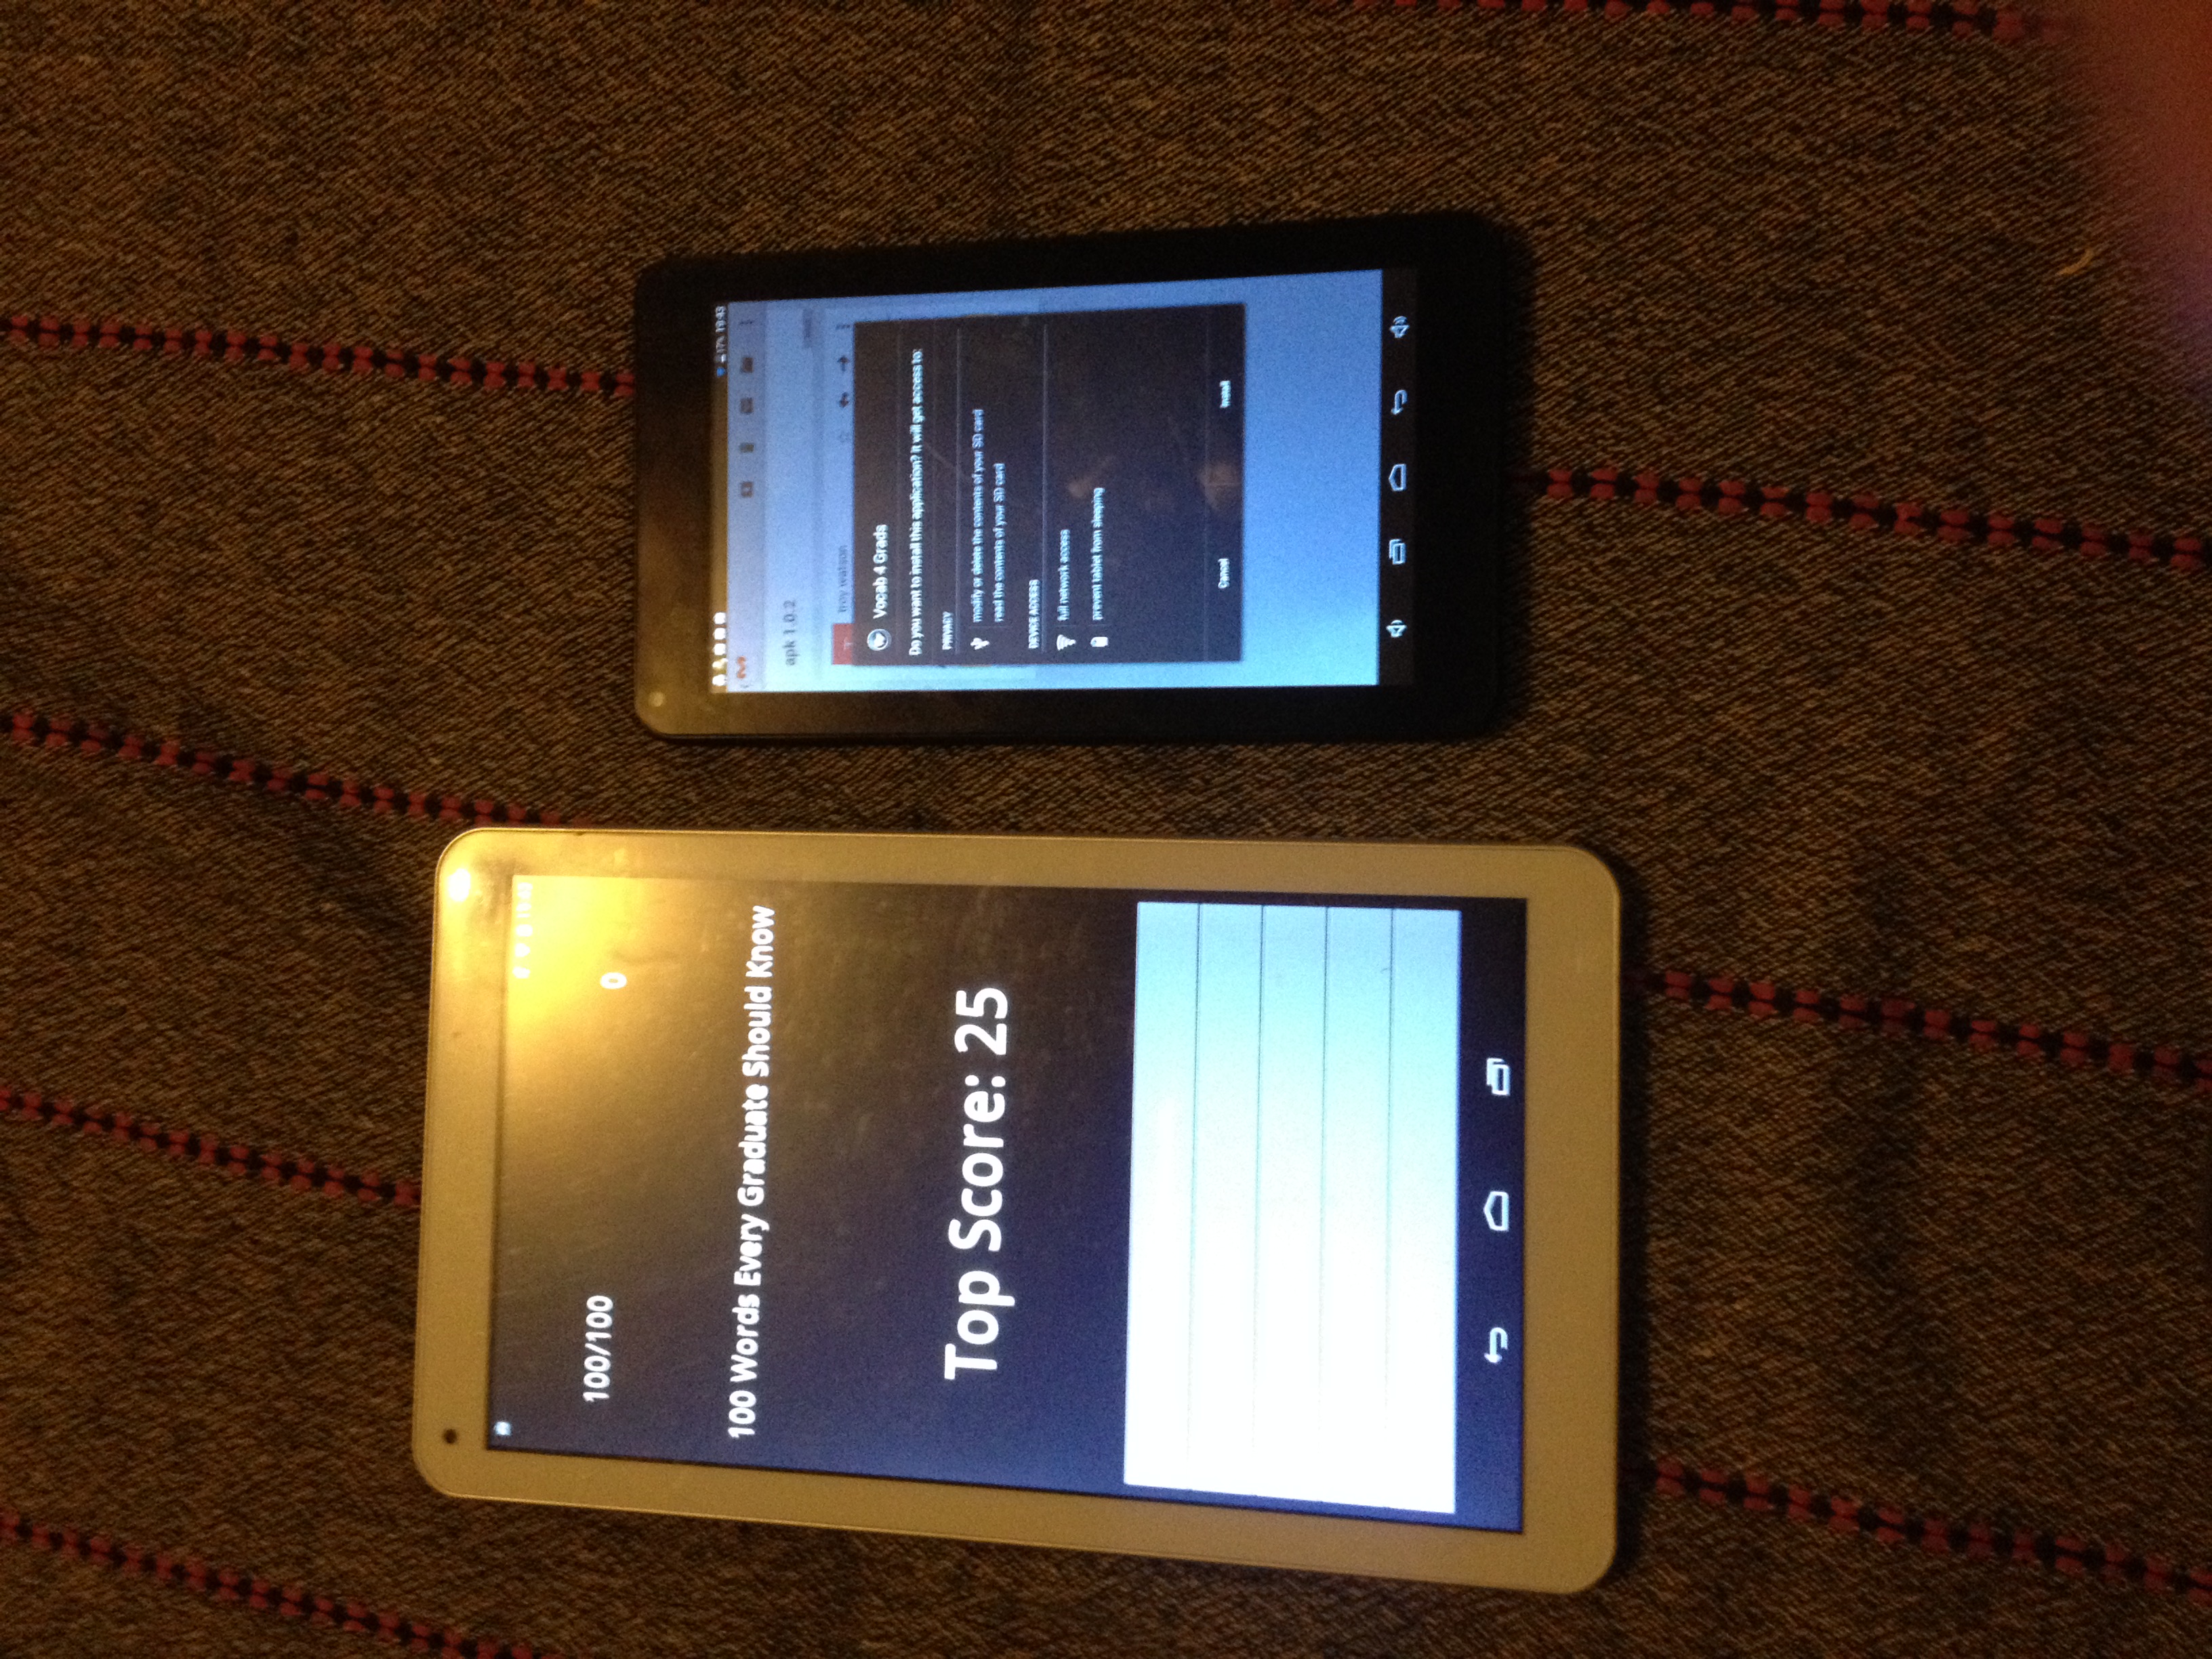 100/100
0
100 Words Every Graduate Should Know
Top Score: 25
17% 19:43
apk 1.0.2
troy watson
Vocab 4 Grads
Do you want to install this application? It will get access to:
PRIVACY
modify or delete the contents of your SD card
read the contents of your SD card
DEVICE ACCESS
full network access
prevent tablet from sleeping
Cancel
Install